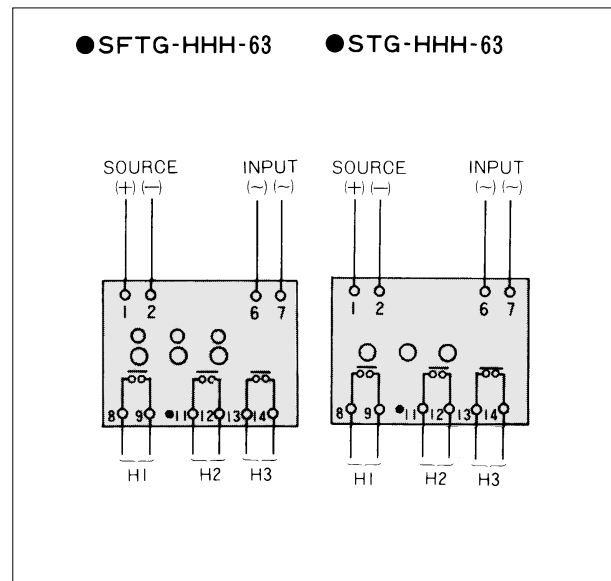 ●SFTG-HHH-63 ●STG-HHH-63
SOURCE INPUT SOURCE INPUT
(+) (−) (~) (~) (+) (−) (~) (~)
1 2 6 7 1 2 6 7
8 9 11 12 13 14 8 9 11 12 13 14
H1 H2 H3 H1 H2 H3